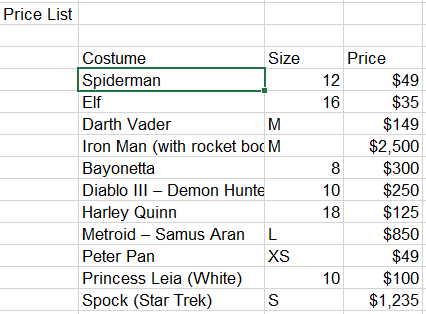 Price List
Costume Size Price
Spiderman 12 $49
Elf 16 $35
Darth Vader M $149
Iron Man (with rocket boo M $2,500
Bayonetta 8 $300
Diablo III – Demon Hunte 10 $250
Harley Quinn 18 $125
Metroid – Samus Aran L $850
Peter Pan XS $49
Princess Leia (White) 10 $100
Spock (Star Trek) S $1,235